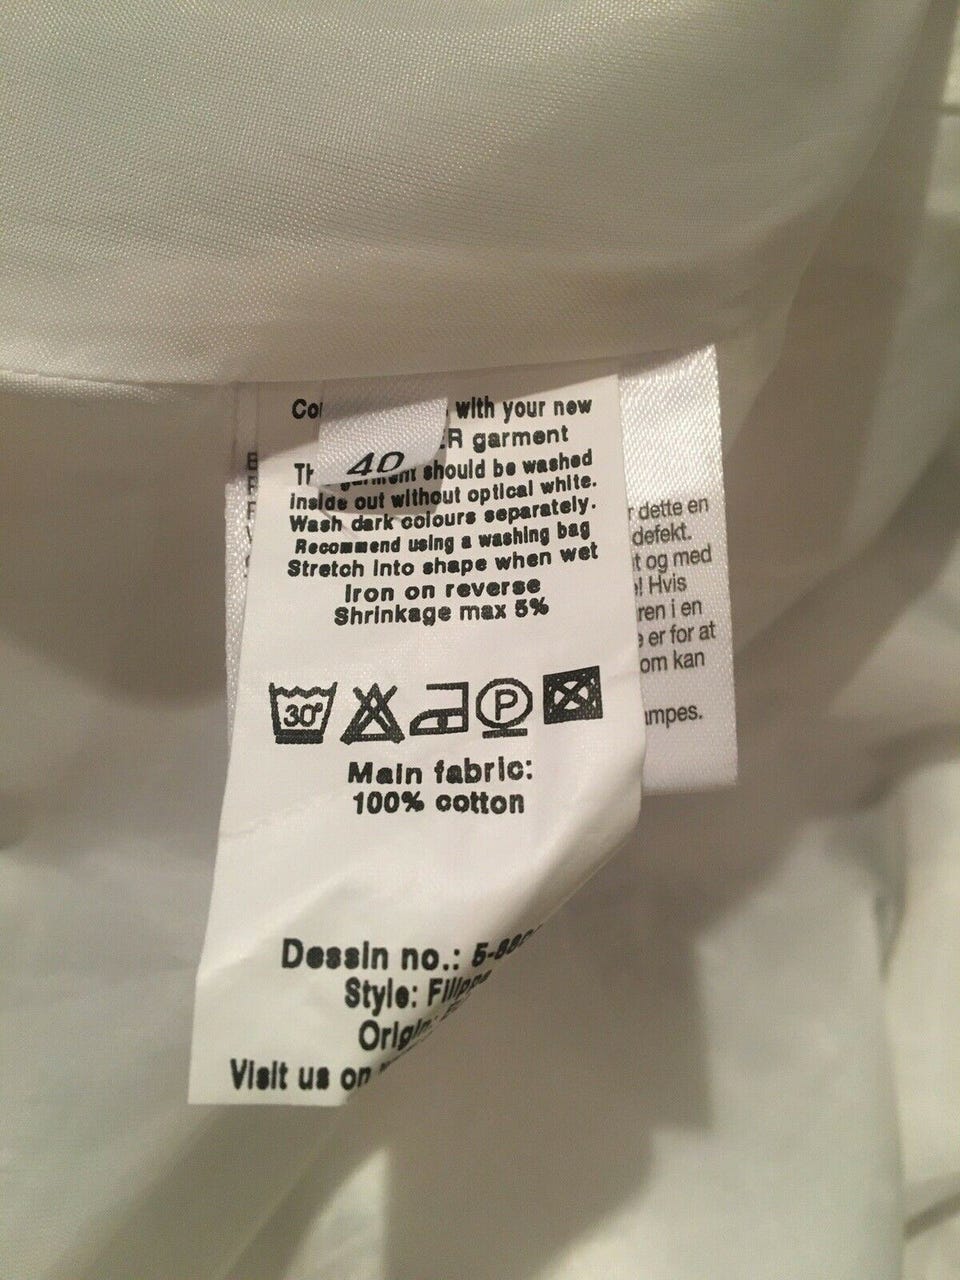 with your new
garment
40
should be washed
inside out without optical white.
Wash dark colours separately.
Recommend using a washing bag
Stretch into shape when wet
Iron on reverse
Shrinkage max 5%
30°
P
Main fabric:
100% cotton
Dessin no.:
Style:
Visit us on
dette en
defekt.
og med
Hvis
i en
er for at
om kan